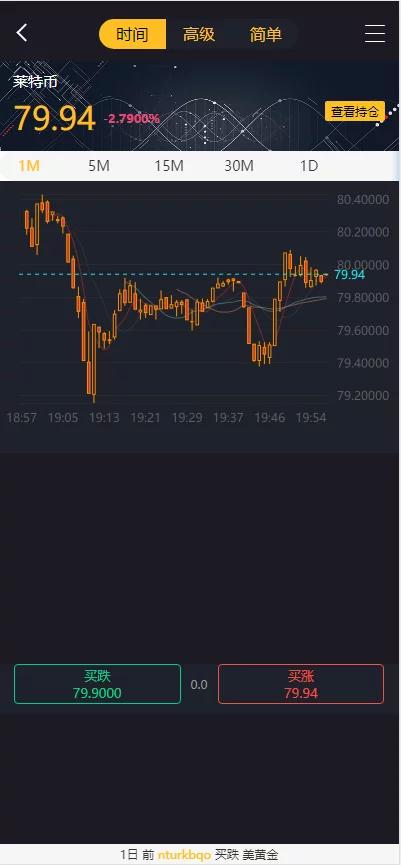 时间 高级 简单
莱特币
79.94 -2.7900% 查看持仓
1M 5M 15M 30M 1D
80.40000
80.20000
80.00000
79.94
79.80000
79.60000
79.40000
79.20000
18:57 19:05 19:13 19:21 19:29 19:37 19:46 19:54
买跌 买涨
79.9000 0.0 79.94
1日 前 nturkbqo 买跌 美黄金